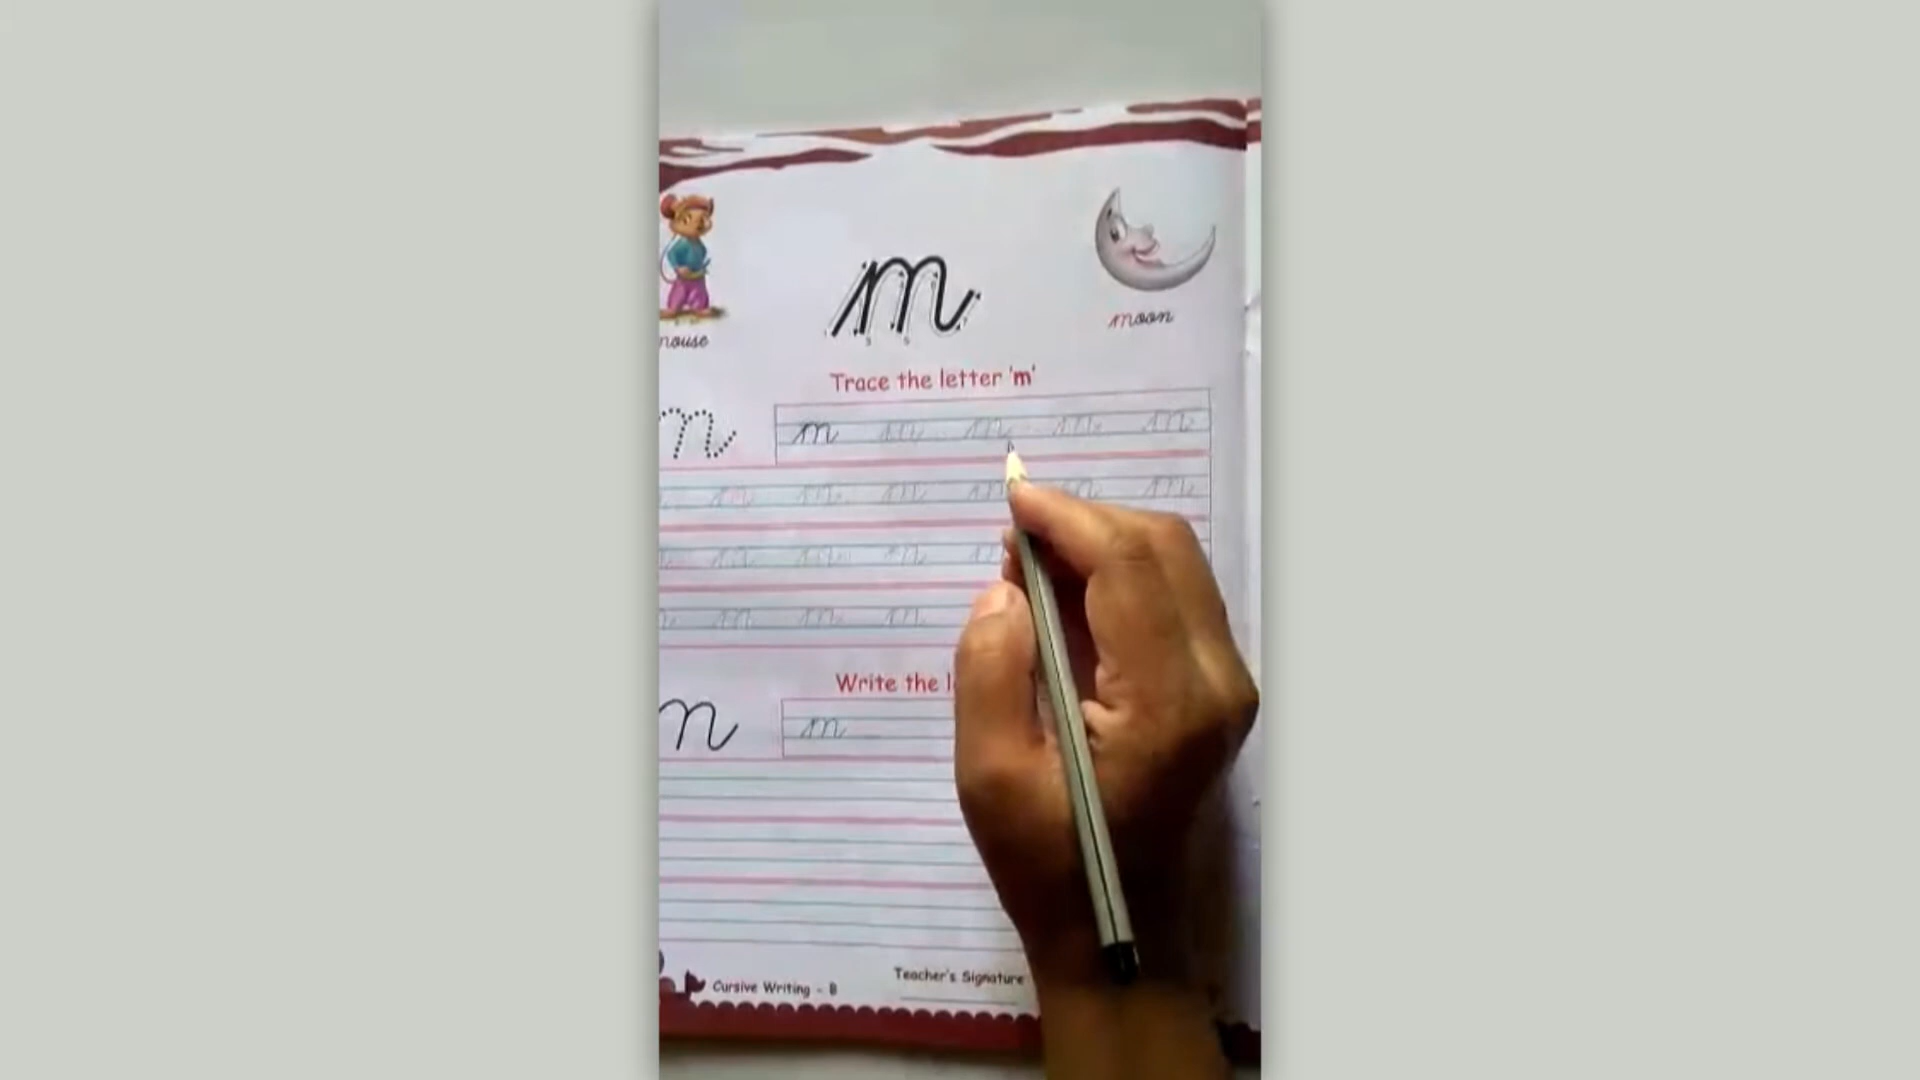 m
mouse
moon
Trace the letter 'm'
m m m m m m
m m m m m m
m m m m m
m m m m
Write the
m m
Cursive Writing - B
Teacher's Signature